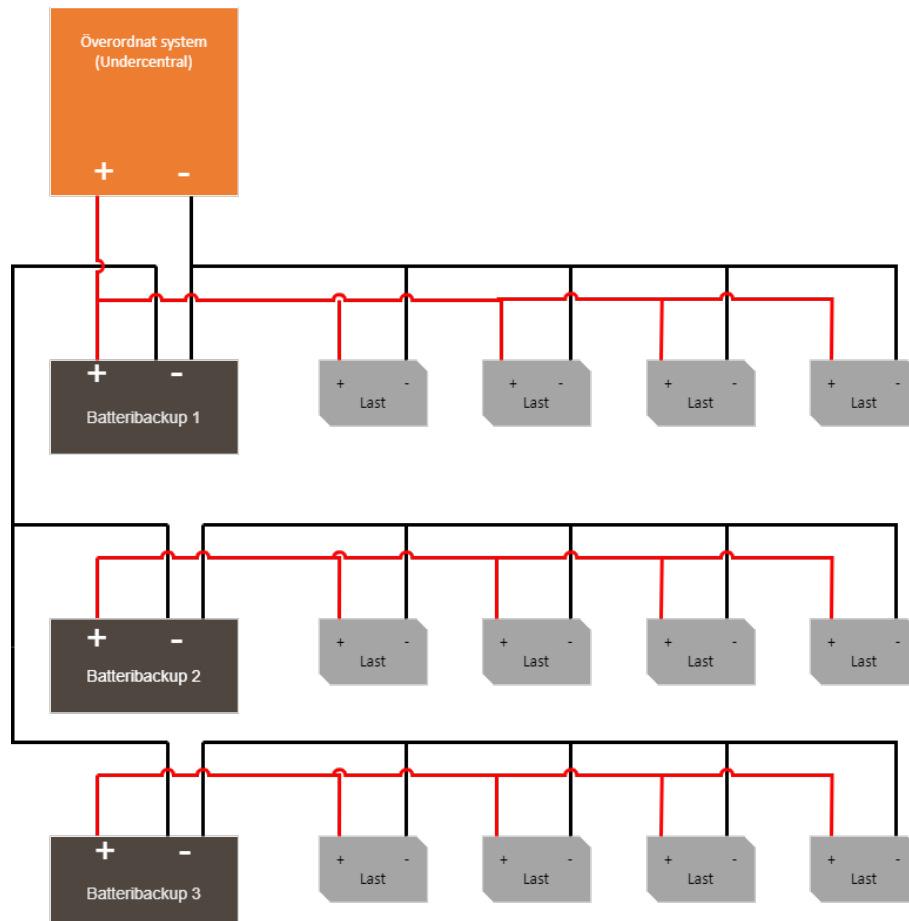 Överordnat system
(Undercentral)
+ -
+ -
Batteribackup 1
+ -
Last
+ -
Last
+ -
Last
+ -
Last
+ -
Batteribackup 2
+ -
Last
+ -
Last
+ -
Last
+ -
Last
+ -
Batteribackup 3
+ -
Last
+ -
Last
+ -
Last
+ -
Last